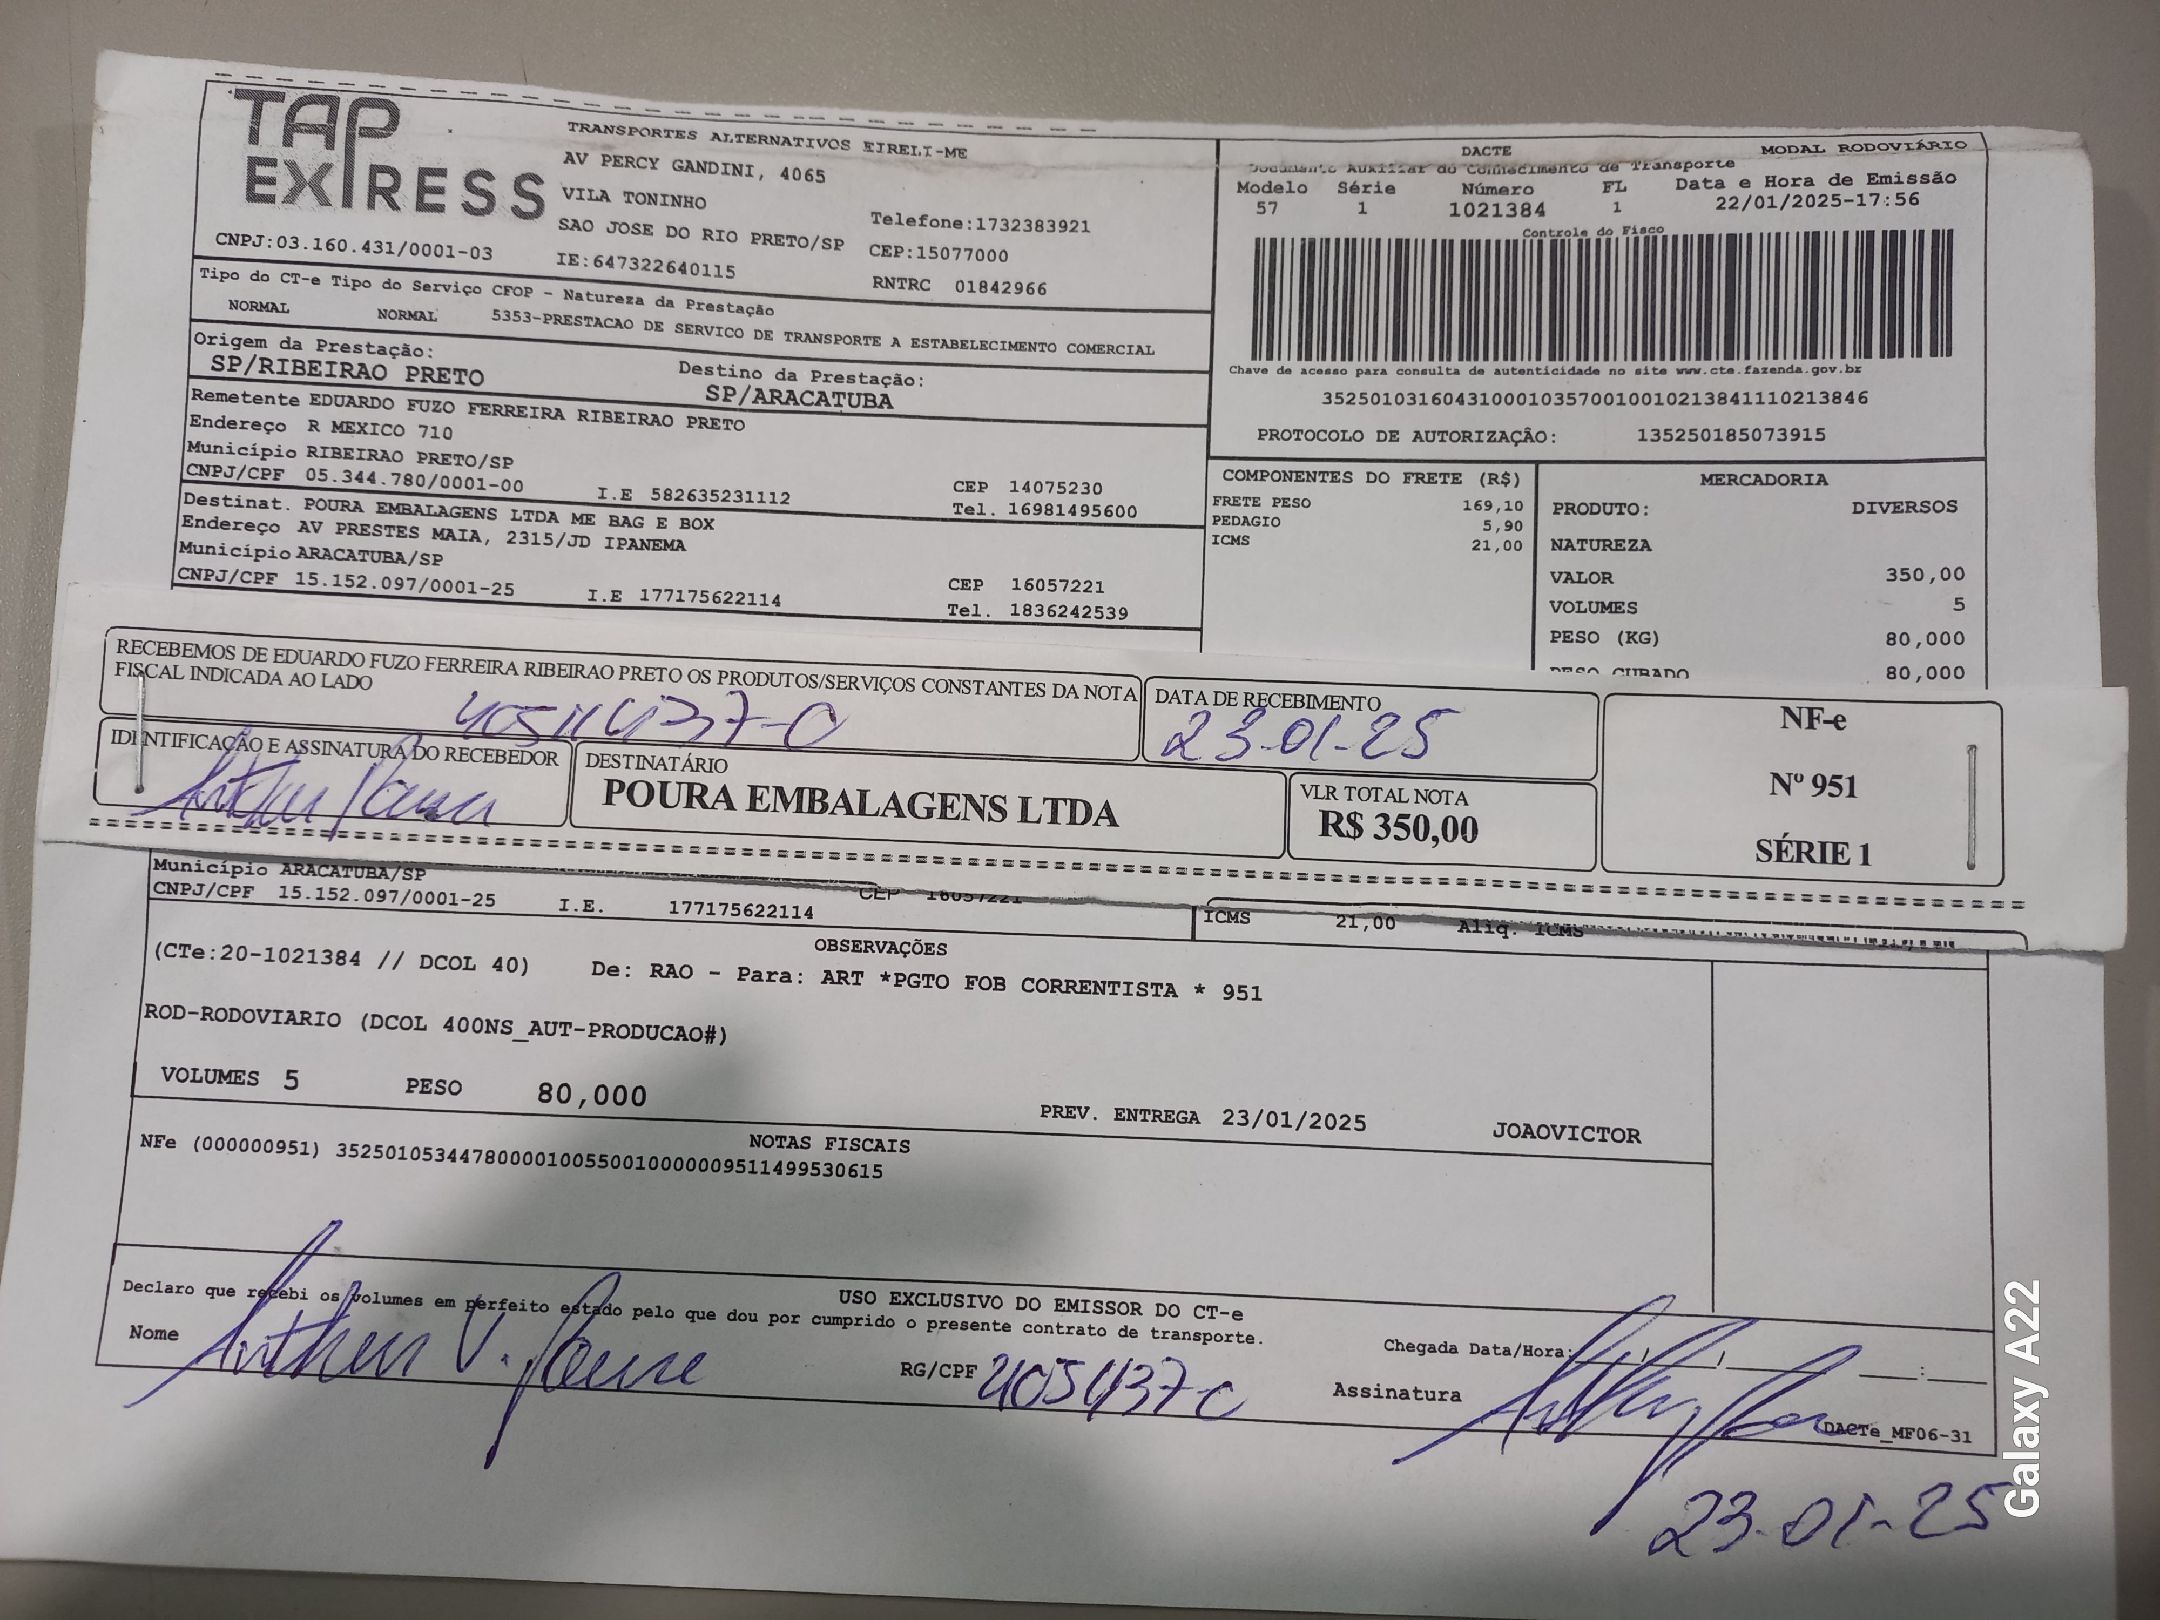 TAP
EXPRESS
TRANSPORTES ALTERNATIVOS EIRELI-ME
AV PERCY GANDINI, 4065
VILA TONINHO
SAO JOSE DO RIO PRETO/SP
Telefone:1732383921
CEP:15077000
CNPJ:03.160.431/0001-03
IE:647322640115
RNTRC 01842966
DACTE
MODAL RODOVIÁRIO
Documento Auxiliar do Conhecimento de Transporte
Modelo Série Número FL Data e Hora de Emissão
57 1 1021384 1 22/01/2025-17:56
Controle do Fisco
Chave de acesso para consulta de autenticidade no site www.cte.fazenda.gov.br
35250103160431000103570010010213841110213846
PROTOCOLO DE AUTORIZAÇÃO: 135250185073915
Tipo do CT-e Tipo do Serviço CFOP - Natureza da Prestação
NORMAL NORMAL 5353-PRESTACAO DE SERVICO DE TRANSPORTE A ESTABELECIMENTO COMERCIAL
Origem da Prestação:
SP/RIBEIRAO PRETO
Destino da Prestação:
SP/ARACATUBA
Remetente EDUARDO FUZO FERREIRA RIBEIRAO PRETO
Endereço R MEXICO 710
Município RIBEIRAO PRETO/SP
CNPJ/CPF 05.344.780/0001-00 I.E 582635231112
CEP 14075230
Tel. 16981495600
Destinat. POURA EMBALAGENS LTDA ME BAG E BOX
Endereço AV PRESTES MAIA, 2315/JD IPANEMA
Município ARACATUBA/SP
CNPJ/CPF 15.152.097/0001-25 I.E 177175622114
CEP 16057221
Tel. 1836242539
COMPONENTES DO FRETE (R$)
FRETE PESO 169,10
PEDAGIO 5,90
ICMS 21,00
MERCADORIA
PRODUTO: DIVERSOS
NATUREZA
VALOR 350,00
VOLUMES 5
PESO (KG) 80,000
PESO CUBADO 80,000
RECEBEMOS DE EDUARDO FUZO FERREIRA RIBEIRAO PRETO OS PRODUTOS/SERVIÇOS CONSTANTES DA NOTA
FISCAL INDICADA AO LADO
DATA DE RECEBIMENTO
23-01-25
IDENTIFICAÇÃO E ASSINATURA DO RECEBEDOR
DESTINATÁRIO
POURA EMBALAGENS LTDA
VLR TOTAL NOTA
R$ 350,00
NF-e
Nº 951
SÉRIE 1
Município ARACATUBA/SP
CEP 16057221
CNPJ/CPF 15.152.097/0001-25 I.E. 177175622114
ICMS 21,00 Aliq. ICMS
OBSERVAÇÕES
(CTe:20-1021384 // DCOL 40) De: RAO - Para: ART *PGTO FOB CORRENTISTA * 951
ROD-RODOVIARIO (DCOL 400NS_AUT-PRODUCAO#)
VOLUMES 5 PESO 80,000
PREV. ENTREGA 23/01/2025 JOAOVICTOR
NOTAS FISCAIS
NFe (000000951) 35250105344780000100550010000009511499530615
USO EXCLUSIVO DO EMISSOR DO CT-e
Declaro que recebi os volumes em perfeito estado pelo que dou por cumprido o presente contrato de transporte.
Nome
RG/CPF
Chegada Data/Hora: / / :
Assinatura
DACTe_MF06-31
23-01-25
Galaxy A22